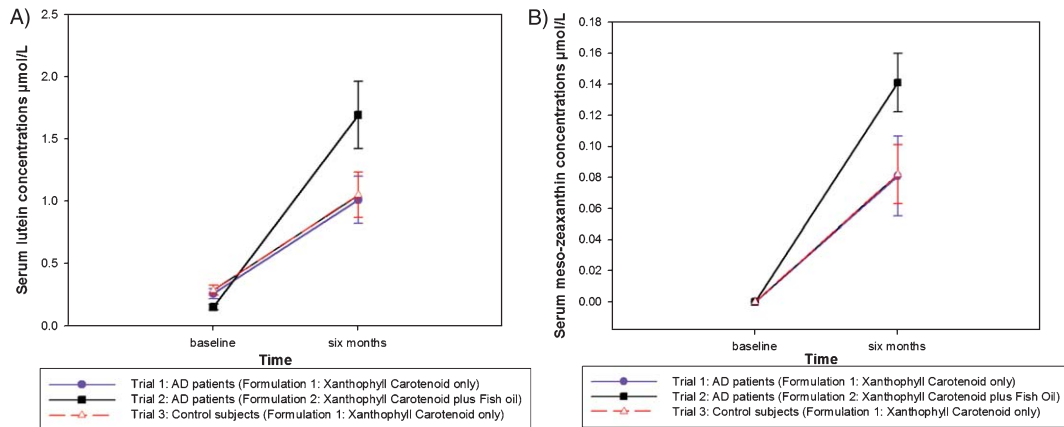 A)
Serum lutein concentrations µmol/L
2.5
2.0
1.5
1.0
0.5
0.0
baseline
six months
Time
Trial 1: AD patients (Formulation 1: Xanthophyll Carotenoid only)
Trial 2: AD patients (Formulation 2: Xanthophyll Carotenoid plus Fish oil)
Trial 3: Control subjects (Formulation 1: Xanthophyll Carotenoid only)
B)
Serum meso-zeaxanthin concentrations µmol/L
0.18
0.16
0.14
0.12
0.10
0.08
0.06
0.04
0.02
0.00
baseline
six months
Time
Trial 1: AD patients (Formulation 1: Xanthophyll Carotenoid only)
Trial 2: AD patients (Formulation 2: Xanthophyll Carotenoid plus Fish Oil)
Trial 3: Control subjects (Formulation 1: Xanthophyll Carotenoid only)